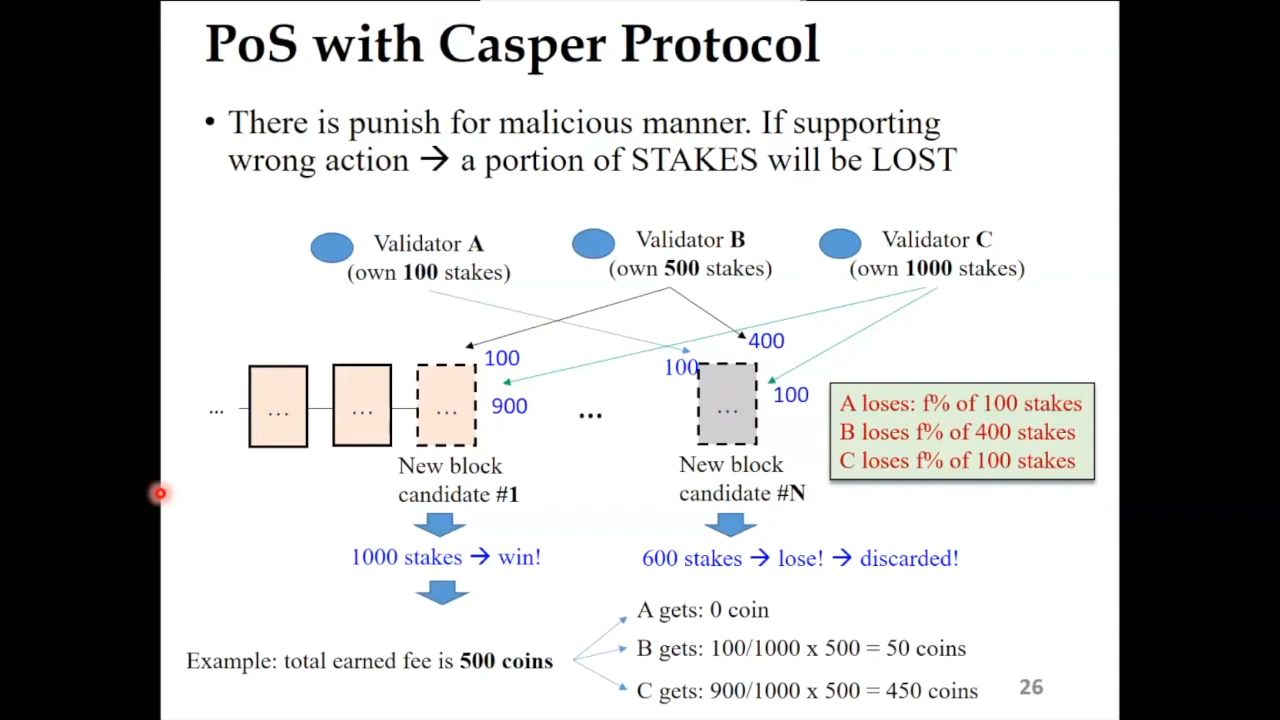 PoS with Casper Protocol
• There is punish for malicious manner. If supporting
wrong action → a portion of STAKES will be LOST
Validator A
(own 100 stakes)
Validator B
(own 500 stakes)
Validator C
(own 1000 stakes)
100
900
400
100
100
...
...
...
...
...
...
New block
candidate #1
New block
candidate #N
A loses: f% of 100 stakes
B loses f% of 400 stakes
C loses f% of 100 stakes
1000 stakes → win!
600 stakes → lose! → discarded!
Example: total earned fee is 500 coins
A gets: 0 coin
B gets: 100/1000 x 500 = 50 coins
C gets: 900/1000 x 500 = 450 coins
26